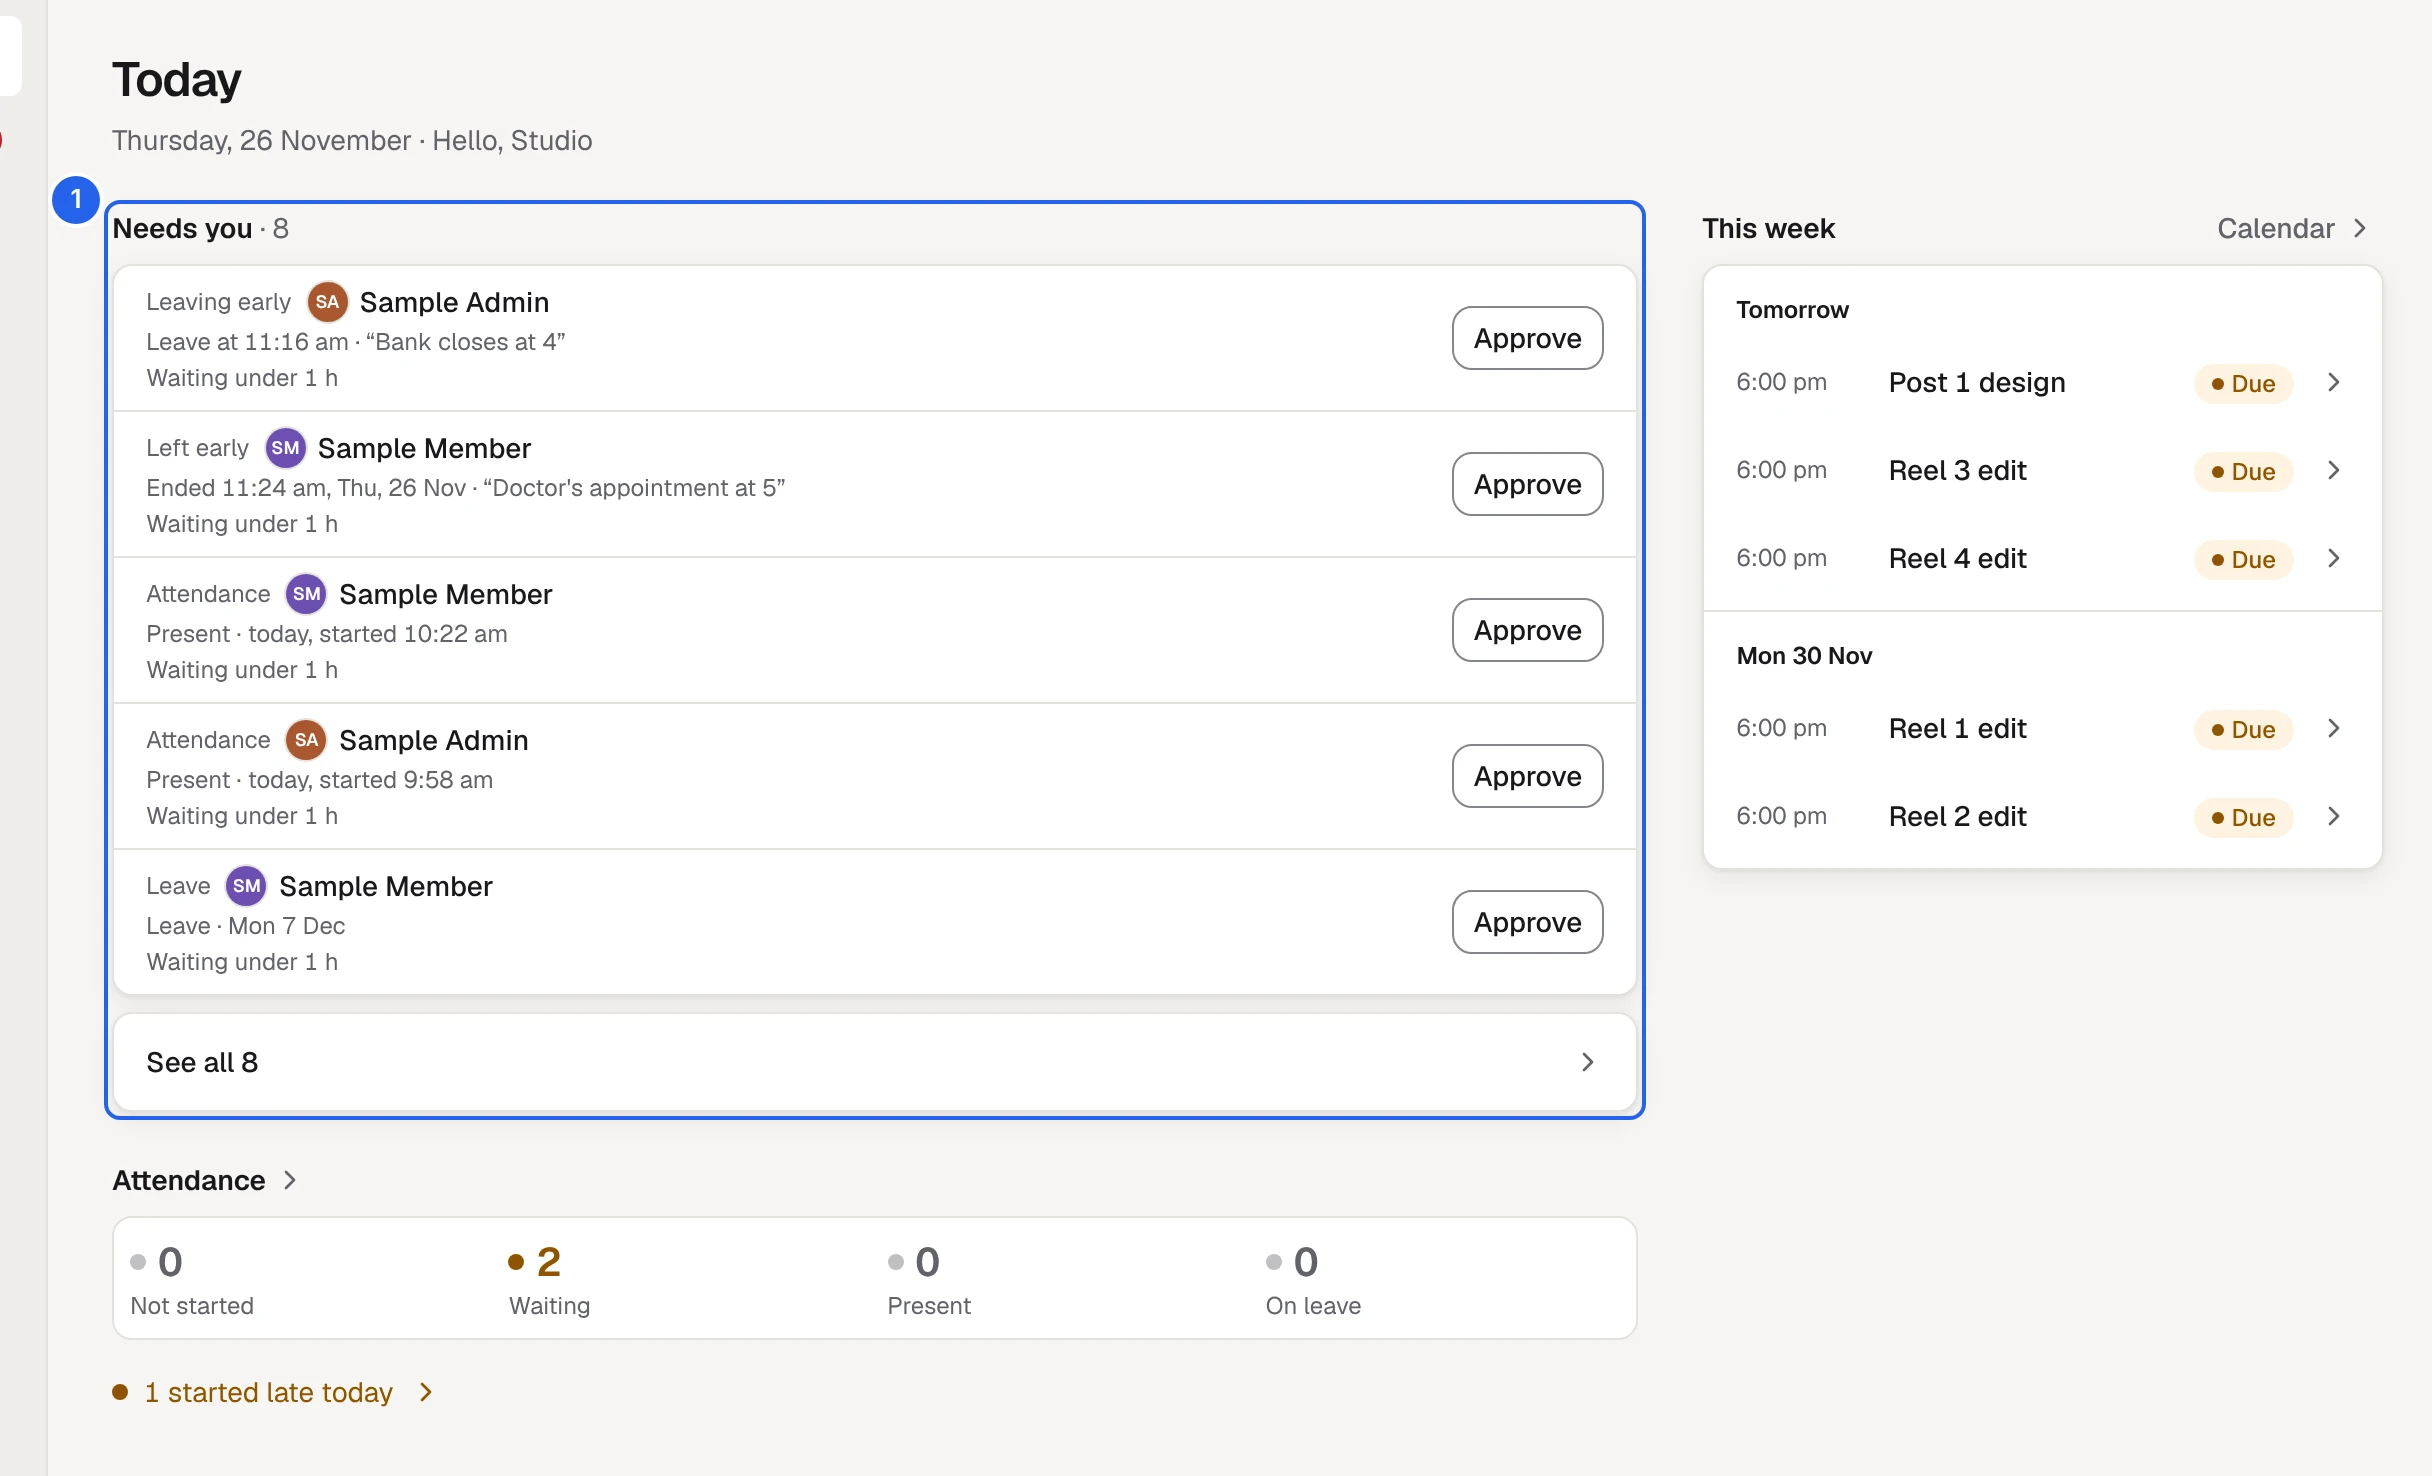 Today
Thursday, 26 November · Hello, Studio
1
Needs you · 8
Leaving early SA Sample Admin
Leave at 11:16 am · “Bank closes at 4”
Waiting under 1 h
Approve
Left early SM Sample Member
Ended 11:24 am, Thu, 26 Nov · “Doctor's appointment at 5”
Waiting under 1 h
Approve
Attendance SM Sample Member
Present · today, started 10:22 am
Waiting under 1 h
Approve
Attendance SA Sample Admin
Present · today, started 9:58 am
Waiting under 1 h
Approve
Leave SM Sample Member
Leave · Mon 7 Dec
Waiting under 1 h
Approve
See all 8
Attendance
0
Not started
2
Waiting
0
Present
0
On leave
1 started late today
This week
Calendar
Tomorrow
6:00 pm Post 1 design Due
6:00 pm Reel 3 edit Due
6:00 pm Reel 4 edit Due
Mon 30 Nov
6:00 pm Reel 1 edit Due
6:00 pm Reel 2 edit Due